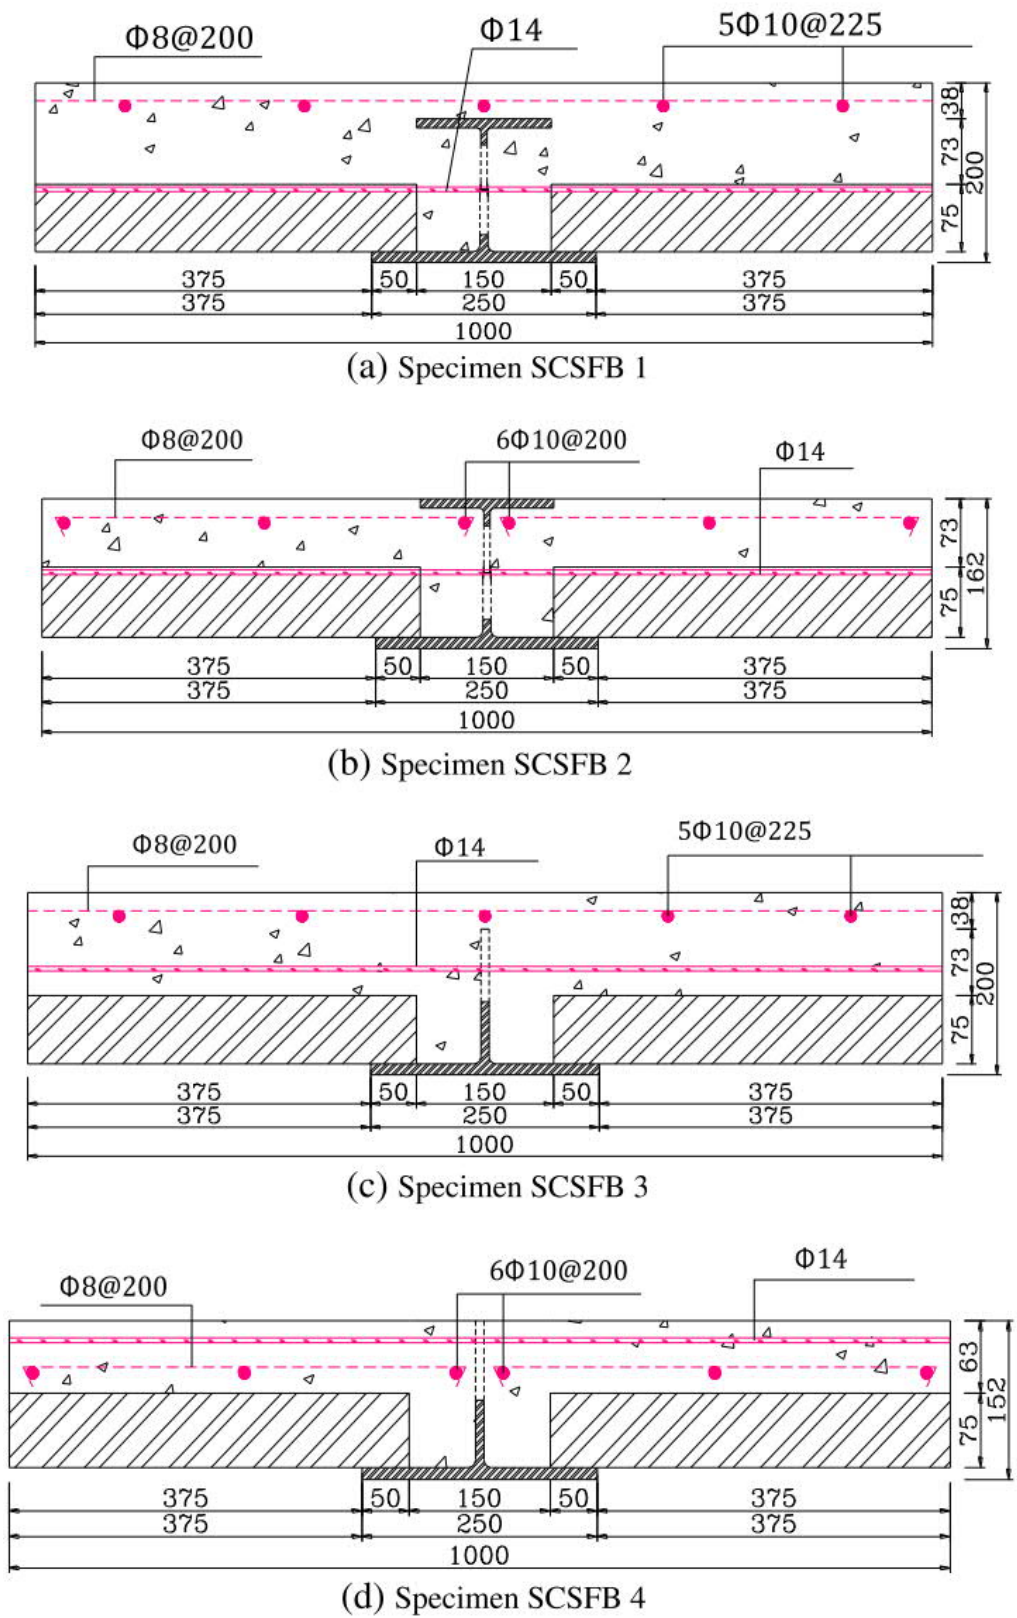 Φ8@200
Φ14
5Φ10@225
38
73
200
75
375 50 150 50 375
375 250 375
1000
(a) Specimen SCSFB 1
Φ8@200
6Φ10@200
Φ14
73
162
75
375 50 150 50 375
375 250 375
1000
(b) Specimen SCSFB 2
Φ8@200
Φ14
5Φ10@225
38
73
200
75
375 50 150 50 375
375 250 375
1000
(c) Specimen SCSFB 3
Φ8@200
6Φ10@200
Φ14
63
152
75
375 50 150 50 375
375 250 375
1000
(d) Specimen SCSFB 4